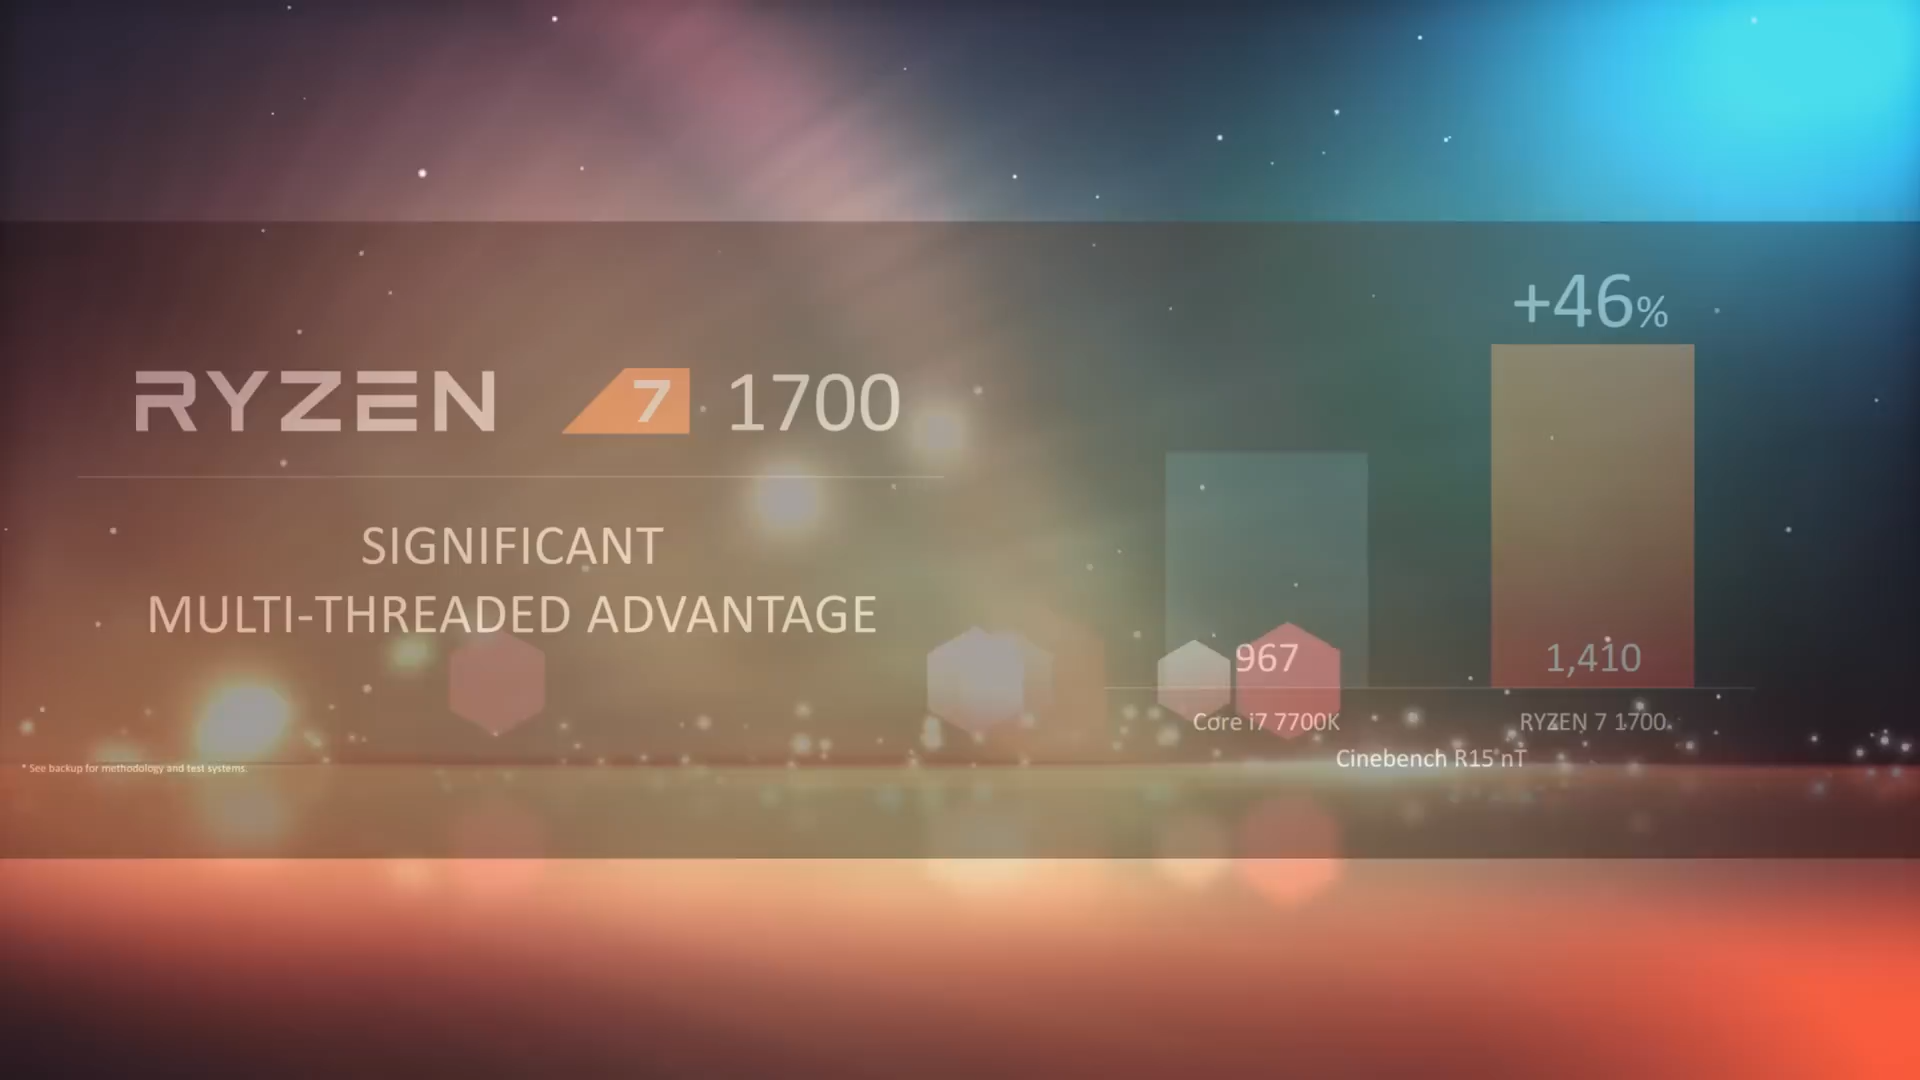 RYZEN 7 1700
SIGNIFICANT
MULTI-THREADED ADVANTAGE
+46%
967
1,410
Core i7 7700K
RYZEN 7 1700
Cinebench R15 nT
* See backup for methodology and test systems.